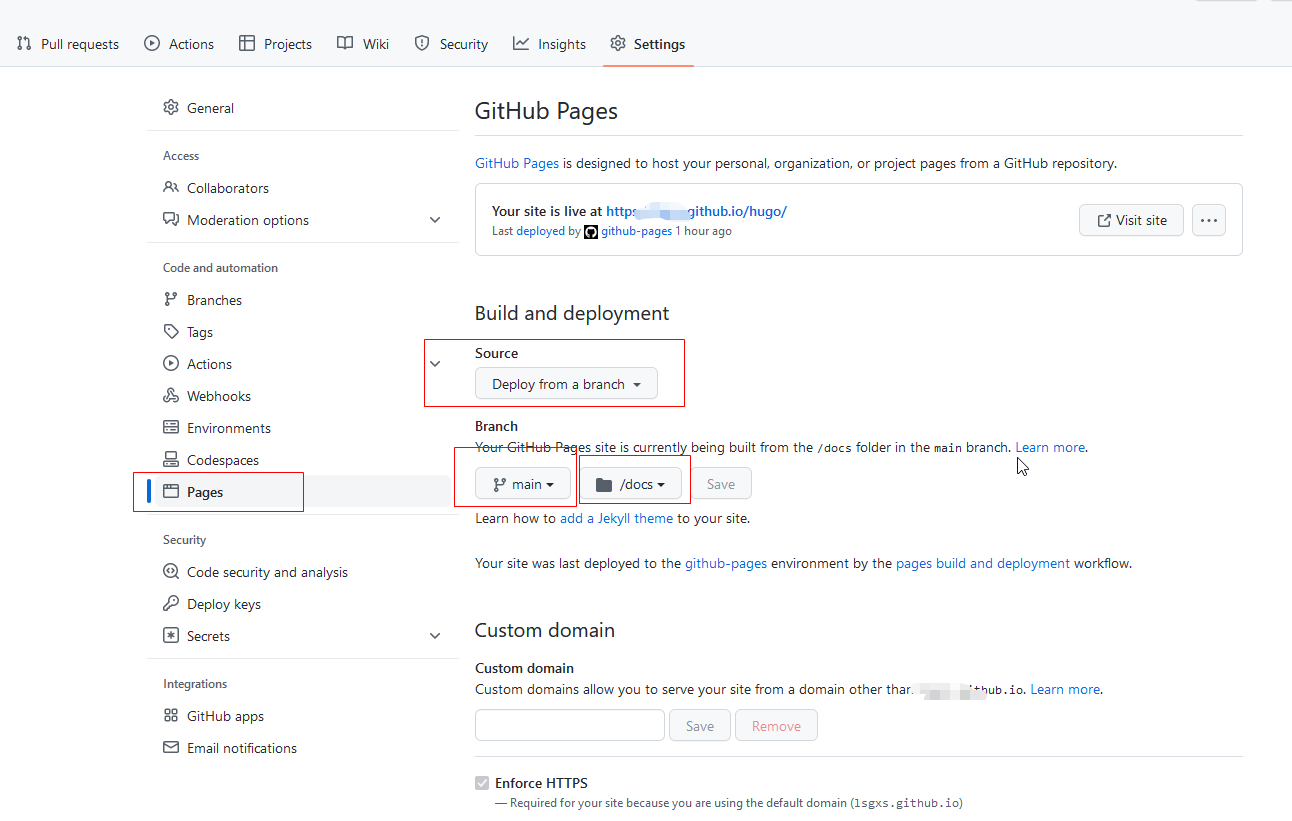 Pull requests Actions Projects Wiki Security Insights Settings
General
Access
Collaborators
Moderation options
Code and automation
Branches
Tags
Actions
Webhooks
Environments
Codespaces
Pages
Security
Code security and analysis
Deploy keys
Secrets
Integrations
GitHub apps
Email notifications
GitHub Pages
GitHub Pages is designed to host your personal, organization, or project pages from a GitHub repository.
Your site is live at github.io/hugo/
Last deployed by github-pages 1 hour ago
Visit site
Build and deployment
Source
Deploy from a branch
Branch
Your GitHub Pages site is currently being built from the /docs folder in the main branch. Learn more.
main /docs Save
Learn how to add a Jekyll theme to your site.
Your site was last deployed to the github-pages environment by the pages build and deployment workflow.
Custom domain
Custom domain
Custom domains allow you to serve your site from a domain other than Learn more.
Save Remove
Enforce HTTPS
— Required for your site because you are using the default domain (lsgxs.github.io)